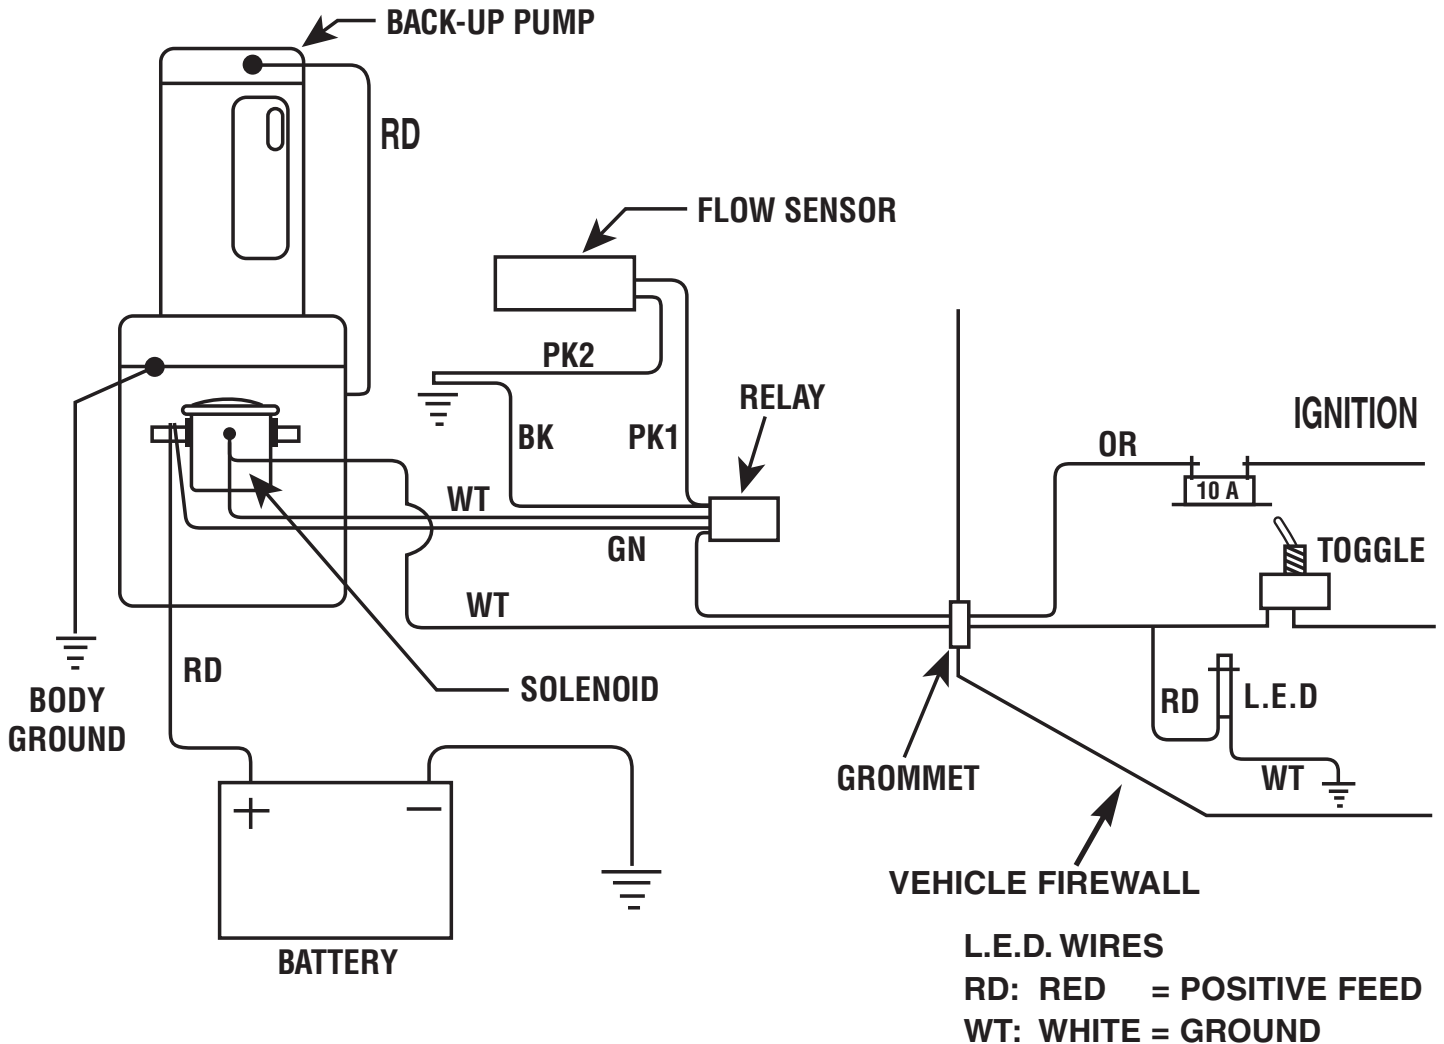 BACK-UP PUMP
RD
FLOW SENSOR
PK2
RELAY
IGNITION
BK
PK1
OR
10 A
WT
GN
TOGGLE
WT
RD
SOLENOID
BODY
GROUND
RD
L.E.D
GROMMET
WT
+
—
VEHICLE FIREWALL
BATTERY
L.E.D. WIRES
RD: RED = POSITIVE FEED
WT: WHITE = GROUND